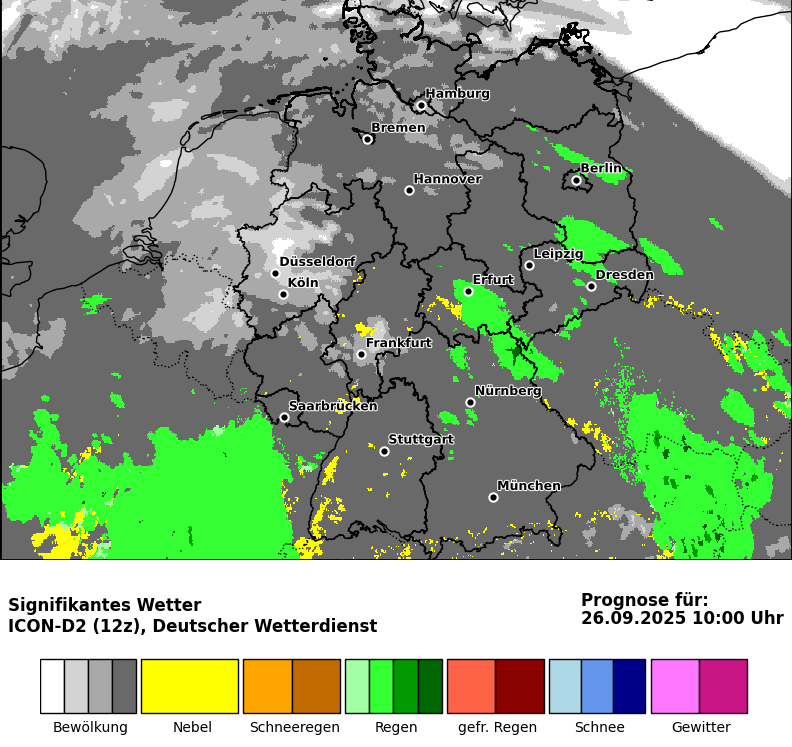 Hamburg
Bremen
Berlin
Hannover
Leipzig
Düsseldorf
Dresden
Erfurt
Köln
Frankfurt
Nürnberg
Saarbrücken
Stuttgart
München
Signifikantes Wetter
ICON-D2 (12z), Deutscher Wetterdienst
Prognose für:
26.09.2025 10:00 Uhr
Bewölkung Nebel Schneeregen Regen gefr. Regen Schnee Gewitter